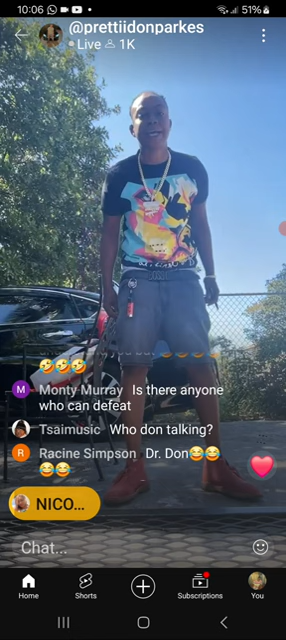 10:06
51%
@prettiidonparkes
Live 1K
Monty Murray Is there anyone
who can defeat
Tsaimusic Who don talking?
Racine Simpson Dr. Don😂😂
😂😂
NICO...
Chat...
Home Shorts Subscriptions You